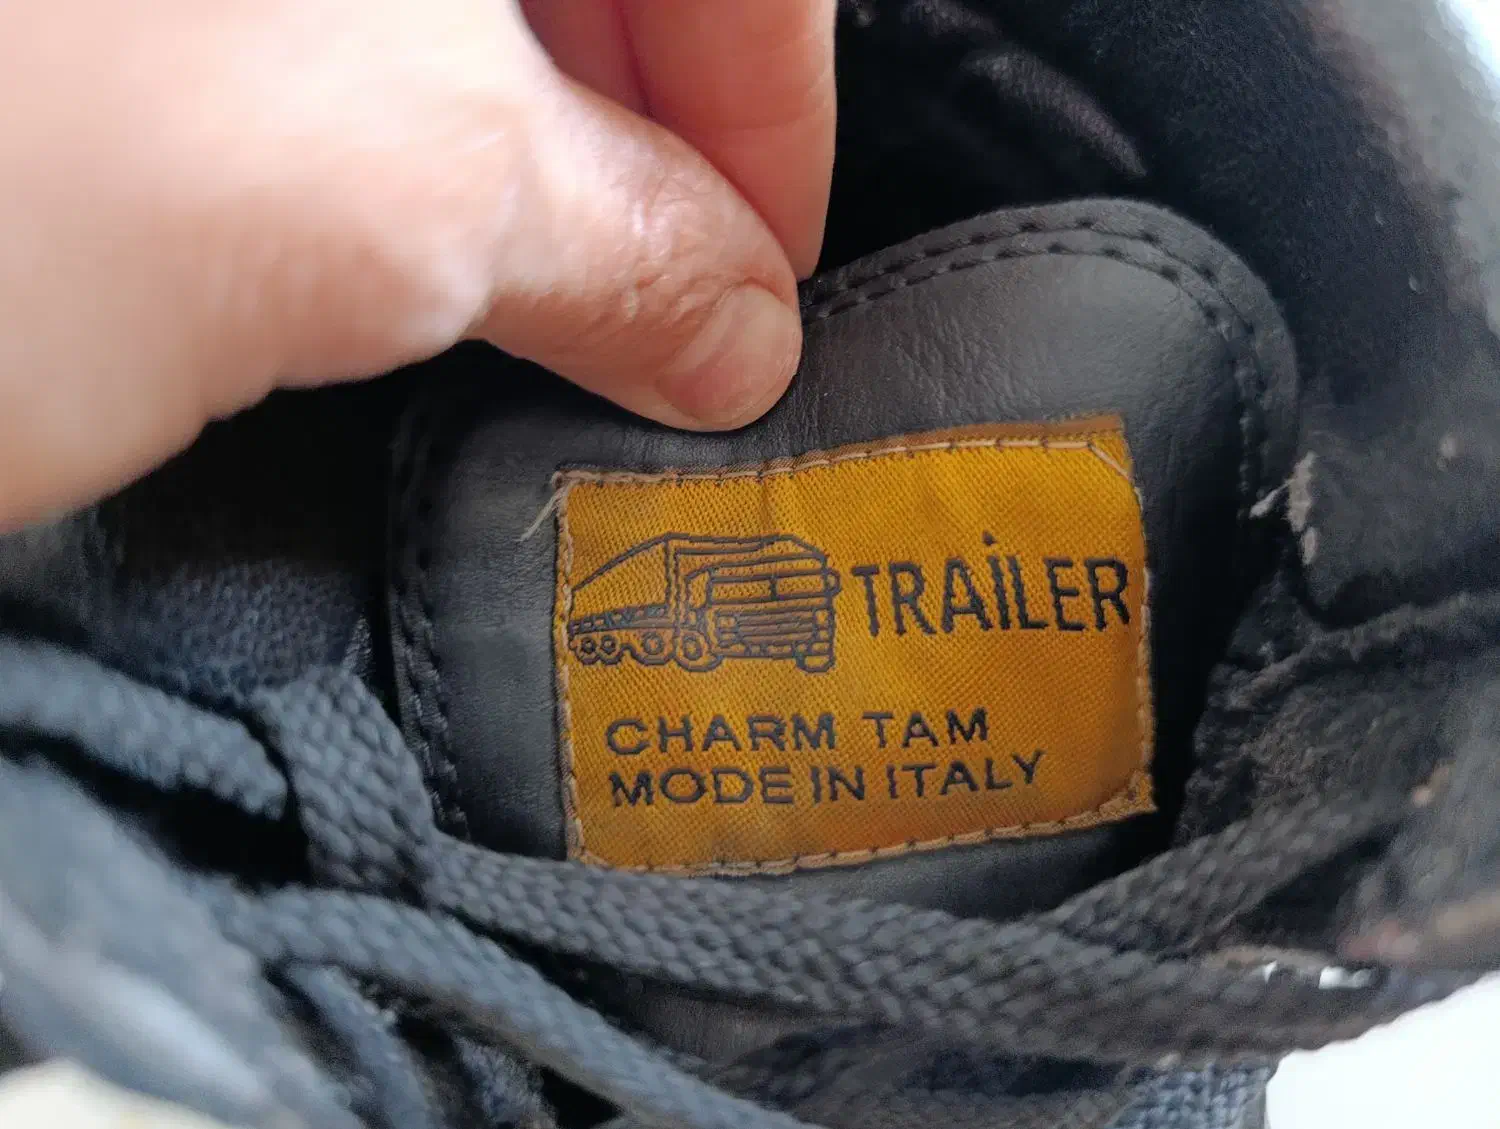 TRAİLER
CHARM TAM
MODE IN ITALY